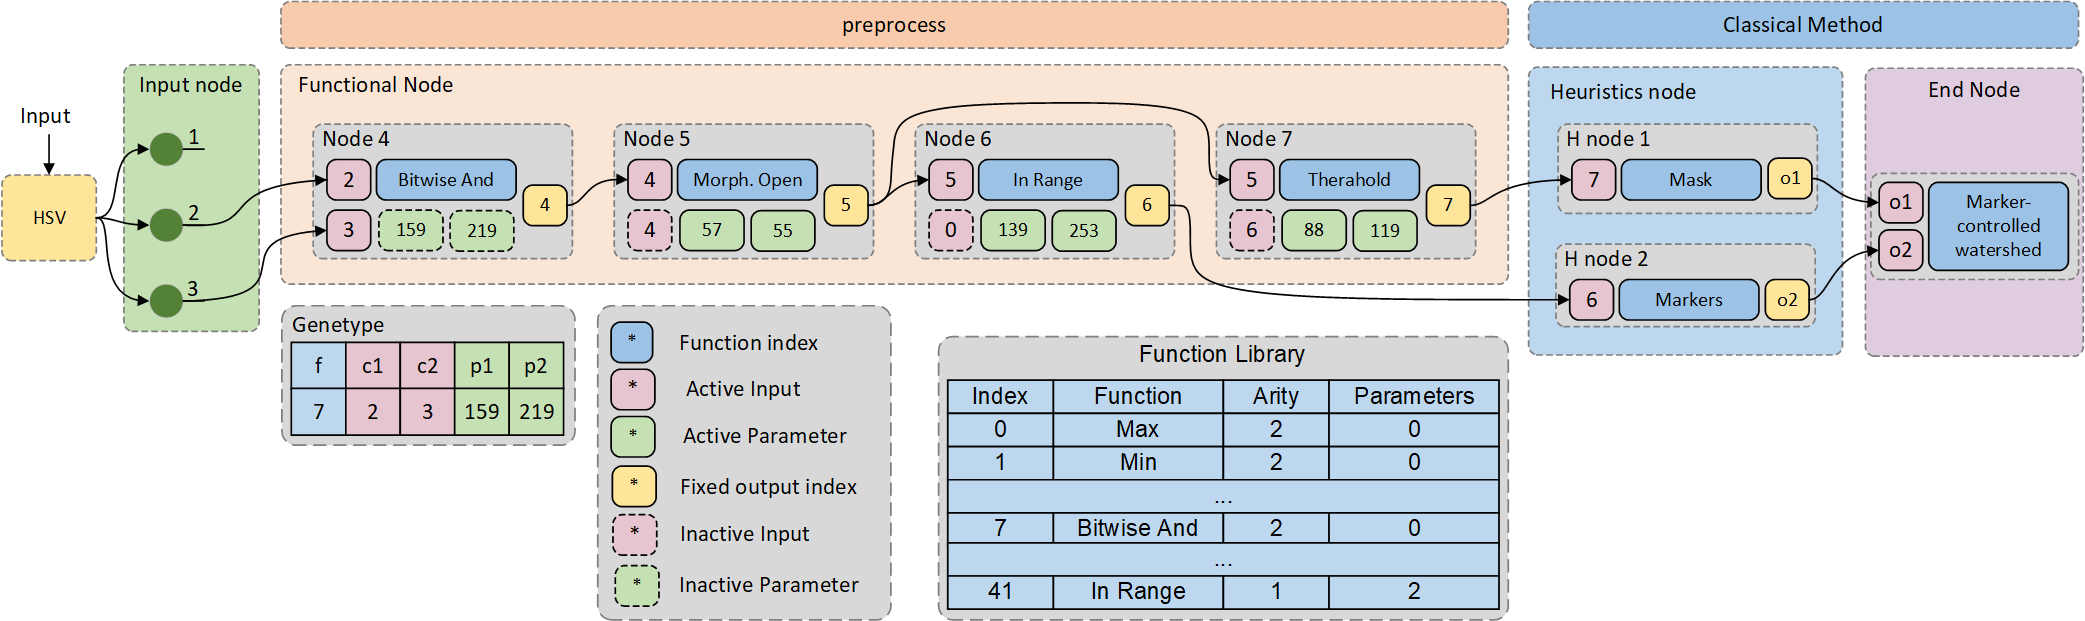 preprocess
Classical Method
Input
HSV
Input node
1
2
3
Functional Node
Node 4
2 Bitwise And
3 159 219
4
Node 5
4 Morph. Open
4 57 55
5
Node 6
5 In Range
0 139 253
6
Node 7
5 Therahold
6 88 119
7
Heuristics node
H node 1
7 Mask o1
H node 2
6 Markers o2
End Node
o1
o2
Marker-
controlled
watershed
Genetype
f c1 c2 p1 p2
7 2 3 159 219
* Function index
* Active Input
* Active Parameter
* Fixed output index
* Inactive Input
* Inactive Parameter
Function Library
Index Function Arity Parameters
0 Max 2 0
1 Min 2 0
...
7 Bitwise And 2 0
...
41 In Range 1 2